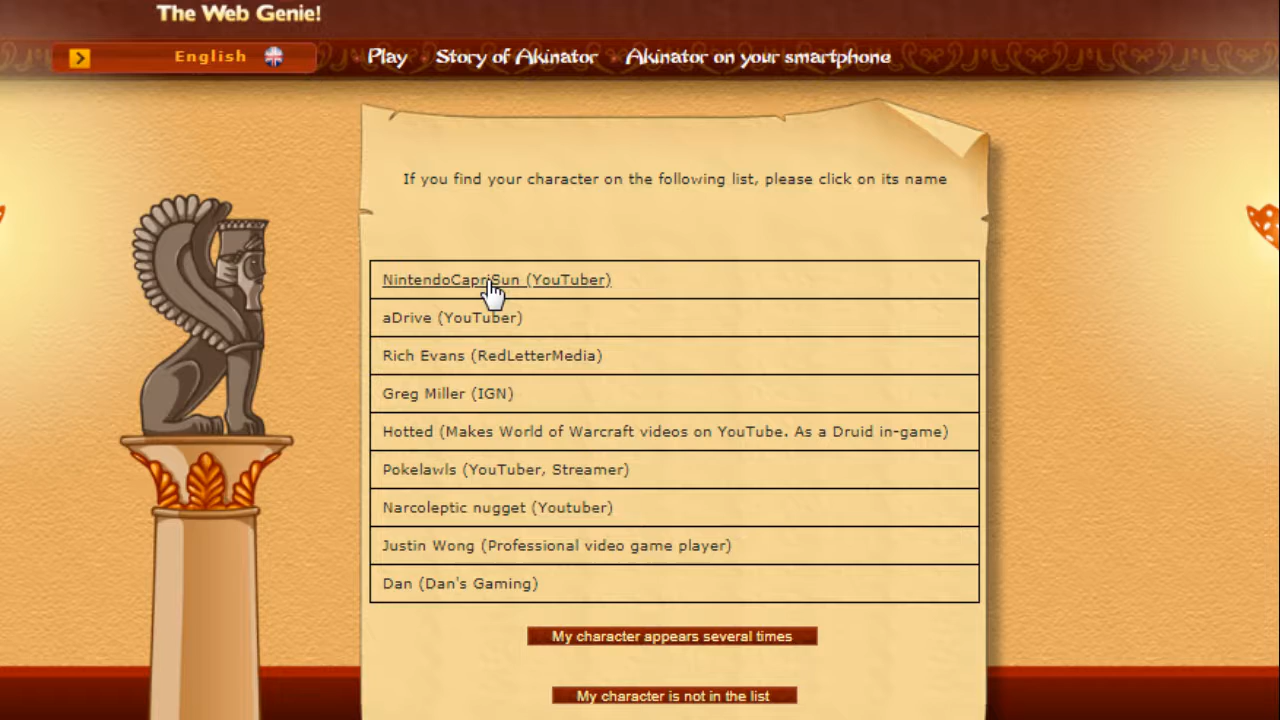 The Web Genie!
English
Play
Story of Akinator
Akinator on your smartphone
If you find your character on the following list, please click on its name
NintendoCapriSun (YouTuber)
aDrive (YouTuber)
Rich Evans (RedLetterMedia)
Greg Miller (IGN)
Hotted (Makes World of Warcraft videos on YouTube. As a Druid in-game)
Pokelawls (YouTuber, Streamer)
Narcoleptic nugget (Youtuber)
Justin Wong (Professional video game player)
Dan (Dan's Gaming)
My character appears several times
My character is not in the list